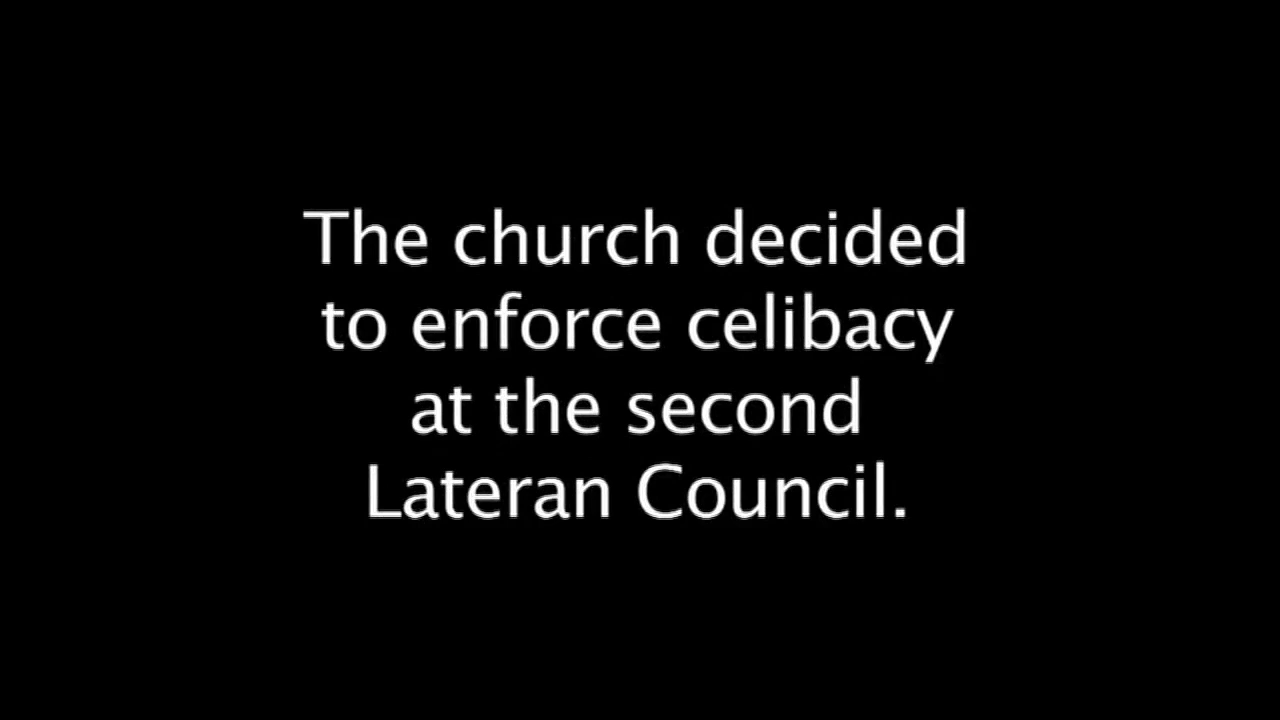 The church decided
to enforce celibacy
at the second
Lateran Council.